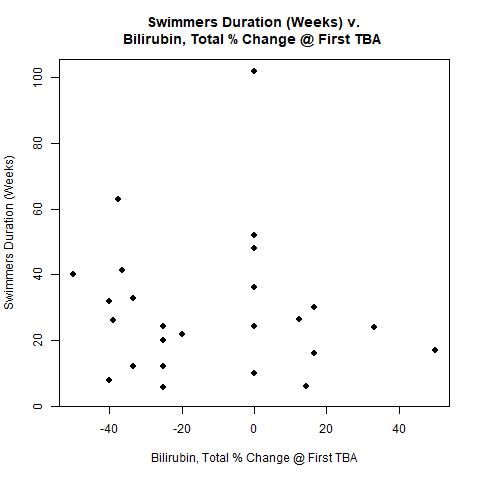 Swimmers Duration (Weeks) v.
Bilirubin, Total % Change @ First TBA
Swimmers Duration (Weeks)
100
80
60
40
20
0
-40 -20 0 20 40
Bilirubin, Total % Change @ First TBA